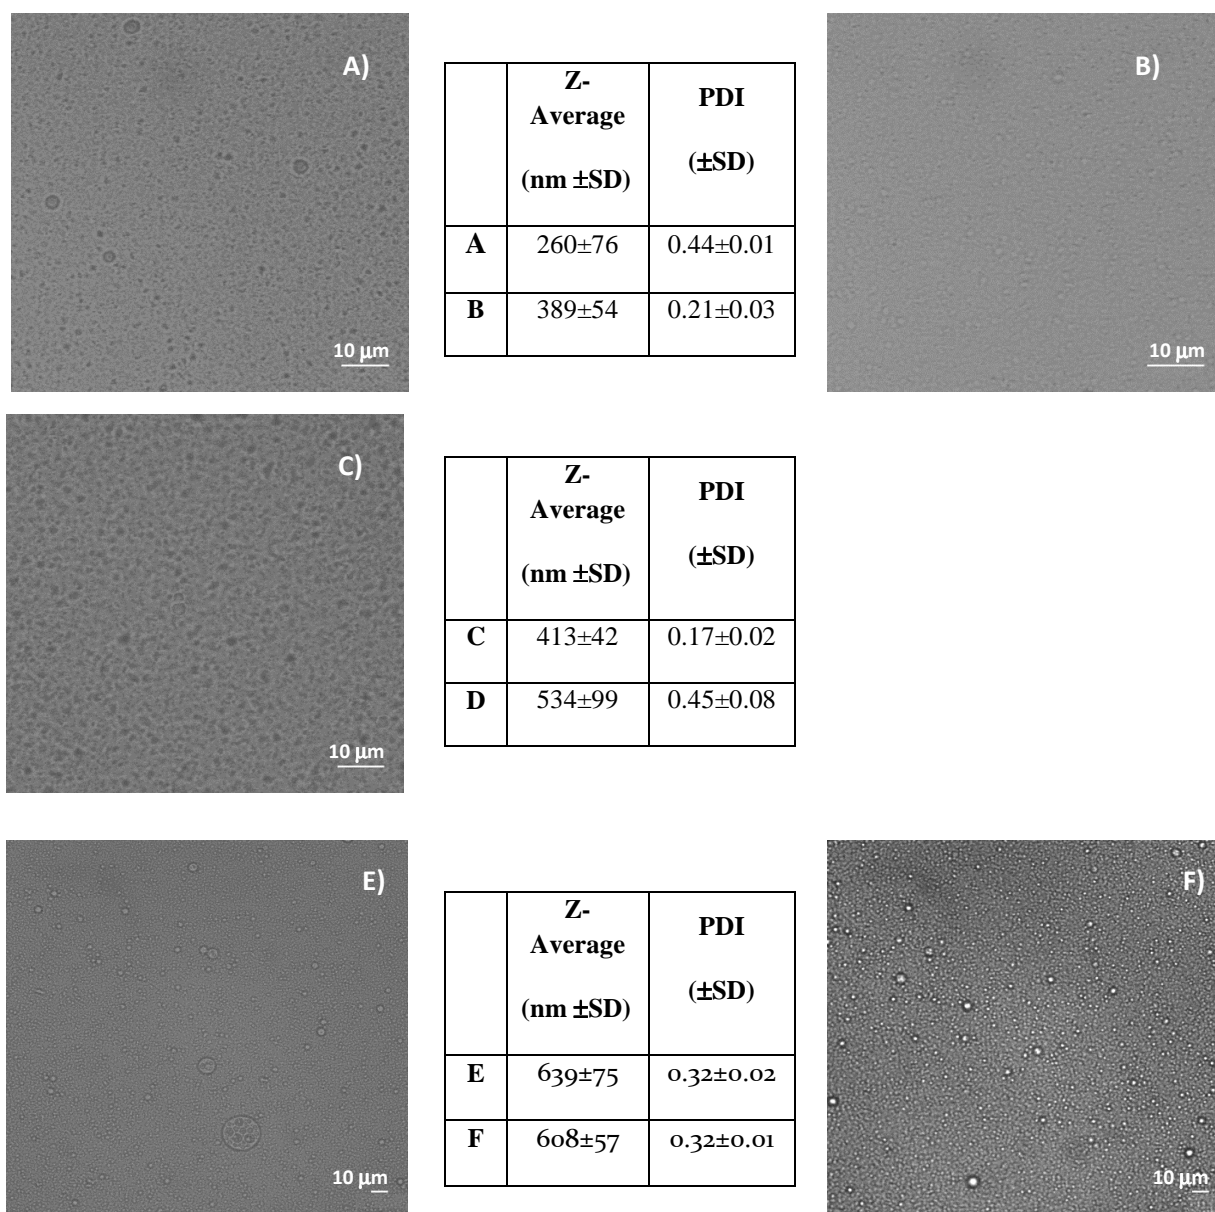 A)
10 µm
Z-
Average
(nm ±SD)
PDI
(±SD)
A 260±76 0.44±0.01
B 389±54 0.21±0.03
B)
10 µm
C)
10 µm
Z-
Average
(nm ±SD)
PDI
(±SD)
C 413±42 0.17±0.02
D 534±99 0.45±0.08
E)
10 µm
Z-
Average
(nm ±SD)
PDI
(±SD)
E 639±75 0.32±0.02
F 608±57 0.32±0.01
F)
10 µm